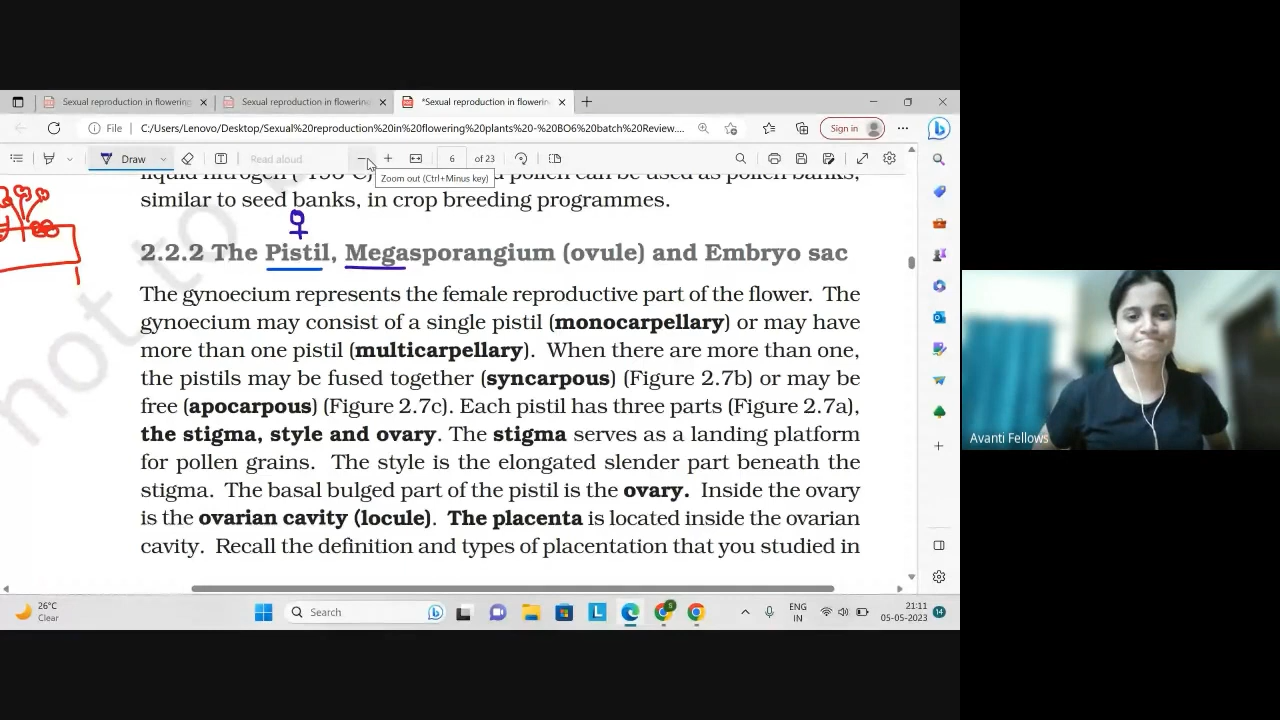 Sexual reproduction in flowering
Sexual reproduction in flowering
*Sexual reproduction in flowerin
File
C:/Users/Lenovo/Desktop/Sexual%20reproduction%20in%20flowering%20plants%20-%20BO6%20batch%20Review....
Sign in
Draw
Read aloud
6 of 23
Zoom out (Ctrl+Minus key)
liquid nitrogen (
pollen can be used as pollen banks,
similar to seed banks, in crop breeding programmes.
2.2.2 The Pistil, Megasporangium (ovule) and Embryo sac
The gynoecium represents the female reproductive part of the flower. The
gynoecium may consist of a single pistil (monocarpellary) or may have
more than one pistil (multicarpellary). When there are more than one,
the pistils may be fused together (syncarpous) (Figure 2.7b) or may be
free (apocarpous) (Figure 2.7c). Each pistil has three parts (Figure 2.7a),
the stigma, style and ovary. The stigma serves as a landing platform
for pollen grains. The style is the elongated slender part beneath the
stigma. The basal bulged part of the pistil is the ovary. Inside the ovary
is the ovarian cavity (locule). The placenta is located inside the ovarian
cavity. Recall the definition and types of placentation that you studied in
not to
Avanti Fellows
26°C
Clear
Search
ENG
IN
21:11
05-05-2023
14